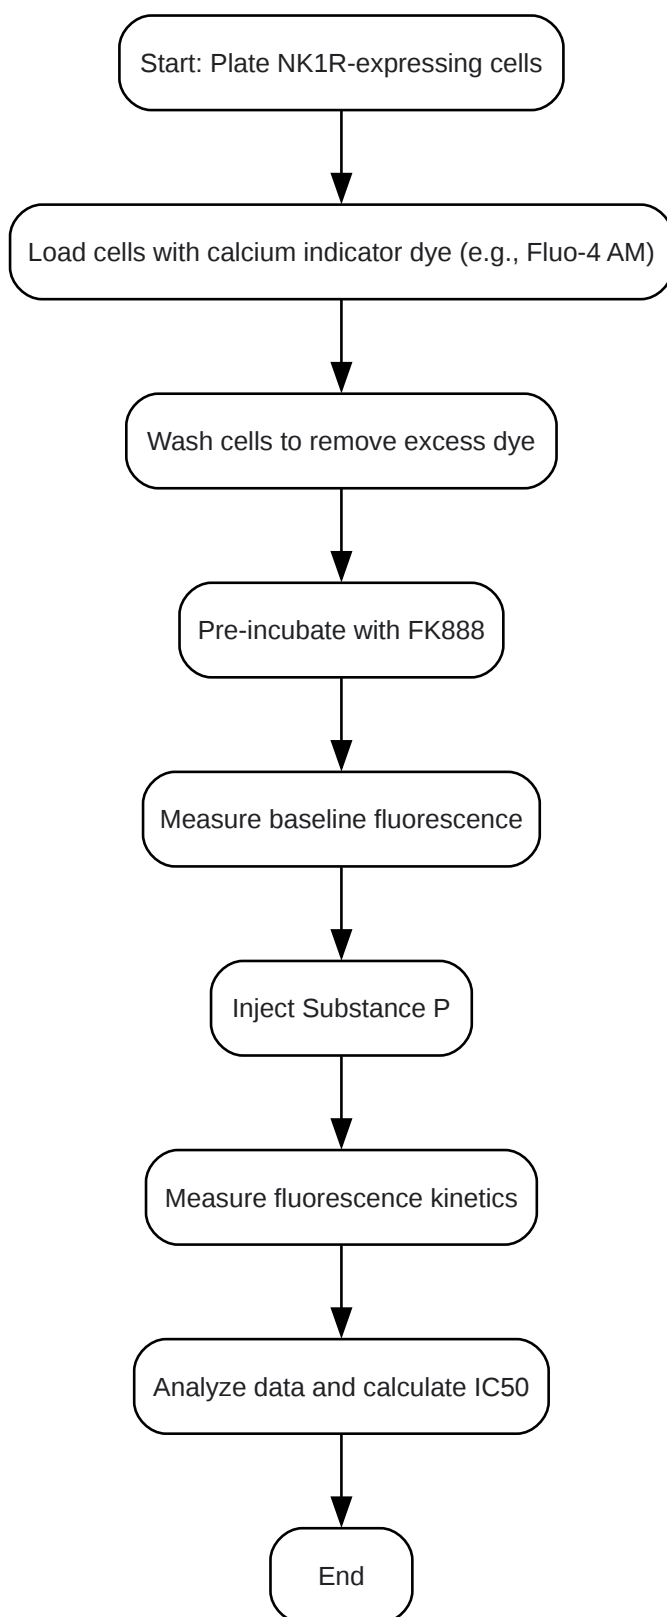 Start: Plate NK1R-expressing cells
Load cells with calcium indicator dye (e.g., Fluo-4 AM)
Wash cells to remove excess dye
Pre-incubate with FK888
Measure baseline fluorescence
Inject Substance P
Measure fluorescence kinetics
Analyze data and calculate IC50
End